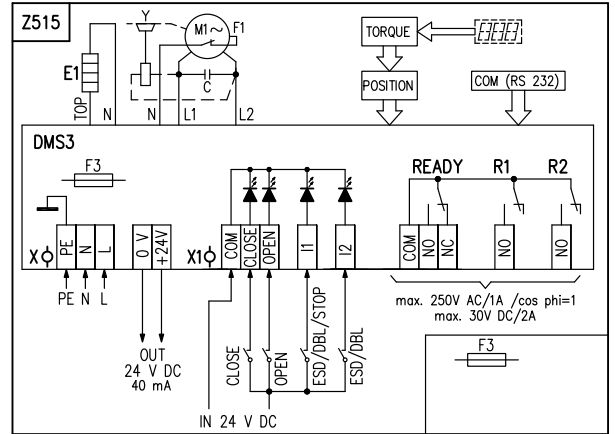 Z515
Y
M1~
F1
E1
TOP
N
N
L1
C
L2
TORQUE
POSITION
COM (RS 232)
DMS3
F3
READY
R1
R2
X
PE
N
L
0 V
+24V
X1
COM
CLOSE
OPEN
I1
I2
COM
NO
NC
NO
NO
PE N L
OUT
24 V DC
40 mA
CLOSE
OPEN
ESD/DBL/STOP
ESD/DBL
IN 24 V DC
max. 250V AC/1A /cos phi=1
max. 30V DC/2A
F3